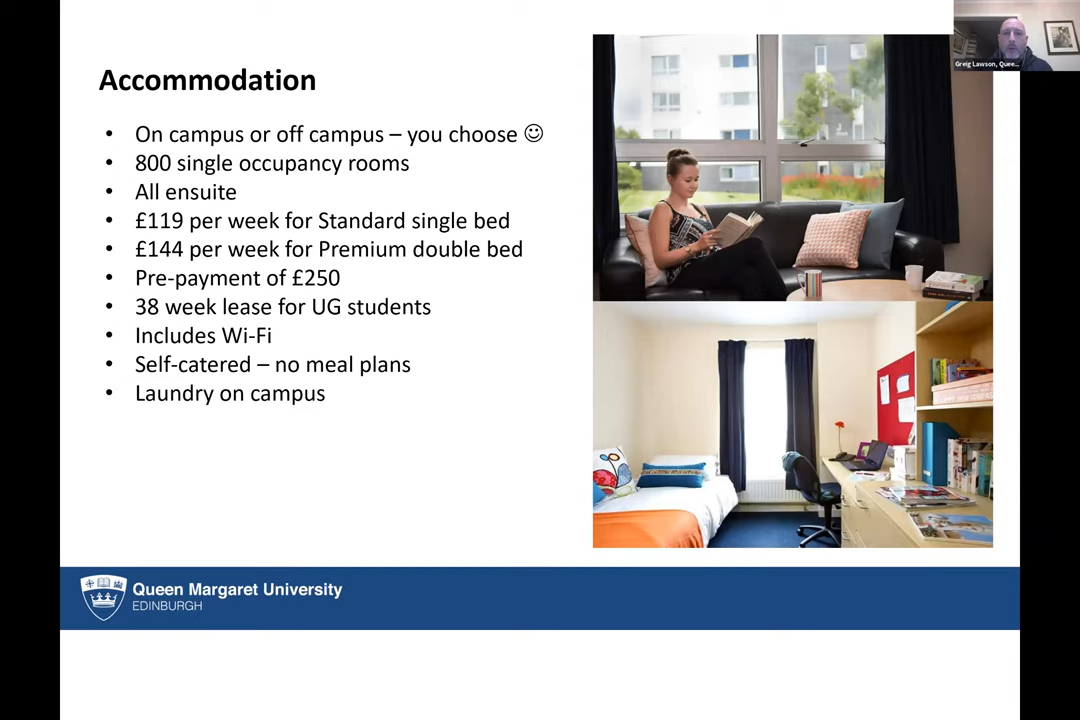 Accommodation
• On campus or off campus – you choose ☺
• 800 single occupancy rooms
• All ensuite
• £119 per week for Standard single bed
• £144 per week for Premium double bed
• Pre-payment of £250
• 38 week lease for UG students
• Includes Wi-Fi
• Self-catered – no meal plans
• Laundry on campus
Greig Lawson, Quee...
Queen Margaret University
EDINBURGH